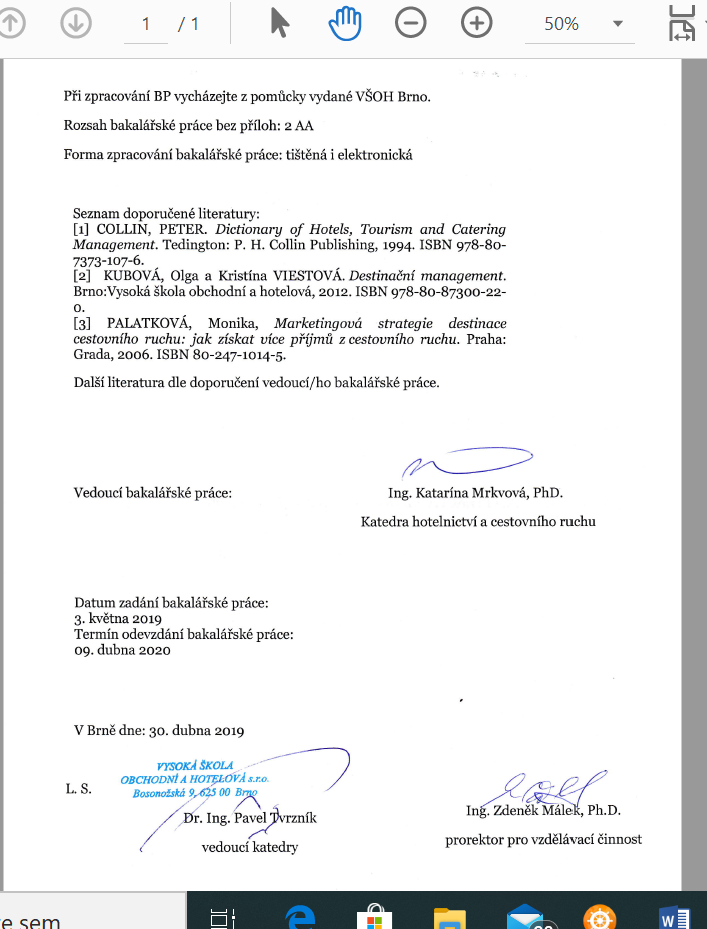 1 / 1
50%
Při zpracování BP vycházejte z pomůcky vydané VŠOH Brno.
Rozsah bakalářské práce bez příloh: 2 AA
Forma zpracování bakalářské práce: tištěná i elektronická
Seznam doporučené literatury:
[1] COLLIN, PETER. Dictionary of Hotels, Tourism and Catering
Management. Tedington: P. H. Collin Publishing, 1994. ISBN 978-80-
7373-107-6.
[2] KUBOVÁ, Olga a Kristína VIESTOVÁ. Destinační management.
Brno:Vysoká škola obchodní a hotelová, 2012. ISBN 978-80-87300-22-
0.
[3] PALATKOVÁ, Monika, Marketingová strategie destinace
cestovního ruchu: jak získat více příjmů z cestovního ruchu. Praha:
Grada, 2006. ISBN 80-247-1014-5.
Další literatura dle doporučení vedoucí/ho bakalářské práce.
Vedoucí bakalářské práce:
Ing. Katarína Mrkvová, PhD.
Katedra hotelnictví a cestovního ruchu
Datum zadání bakalářské práce:
3. května 2019
Termín odevzdání bakalářské práce:
09. dubna 2020
V Brně dne: 30. dubna 2019
VYSOKÁ ŠKOLA
OBCHODNÍ A HOTELOVÁ s.r.o.
Bosonožská 9, 625 00 Brno
L. S.
Dr. Ing. Pavel Tvrzník
vedoucí katedry
Ing. Zdeněk Málek, Ph.D.
prorektor pro vzdělávací činnost
sem
W